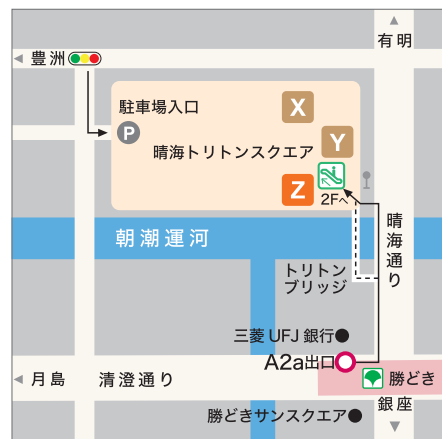 有明
豊洲
駐車場入口
X
P
Y
晴海トリトンスクエア
Z
2Fへ
朝潮運河
晴海通り
トリトン
ブリッジ
三菱UFJ銀行
A2a出口
月島
清澄通り
勝どき
銀座
勝どきサンスクエア